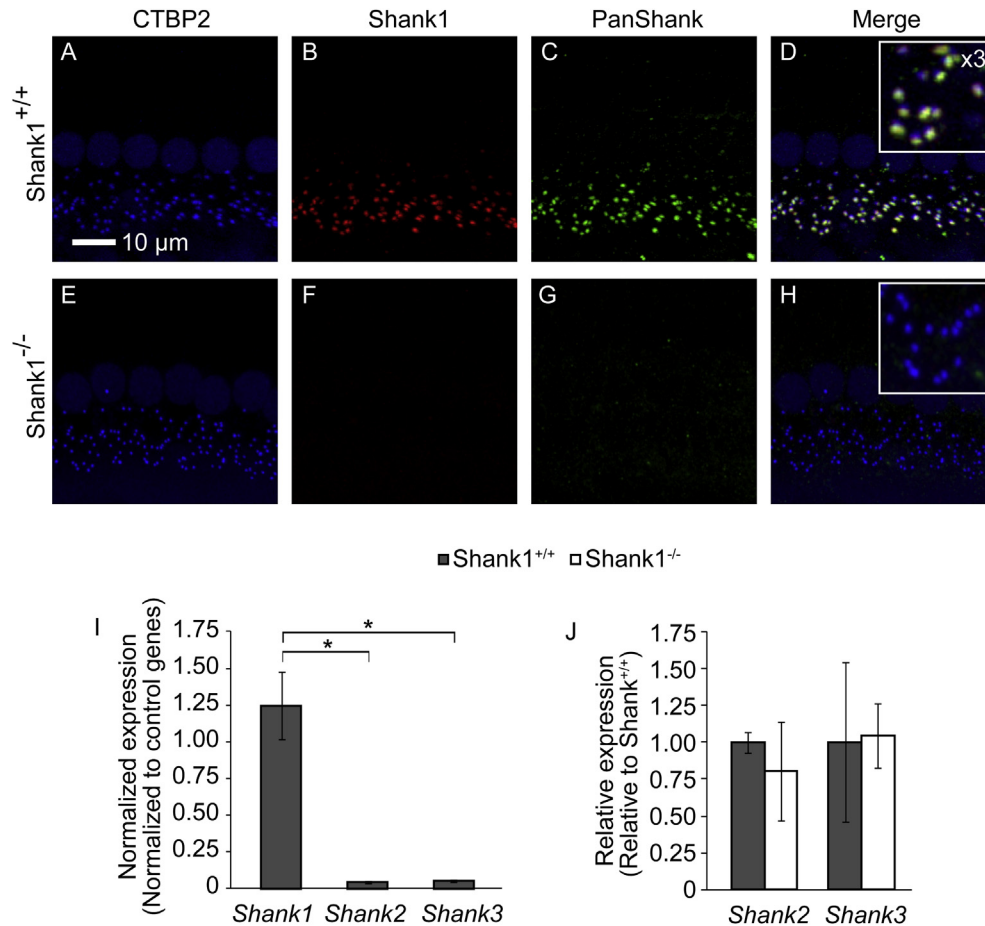 CTBP2 Shank1 PanShank Merge
A B C D x3
Shank1+/+
10 µm
E F G H
Shank1-/-
Shank1+/+ Shank1-/-
I
Normalized expression
(Normalized to control genes)
1.75
1.50
1.25
1.00
0.75
0.50
0.25
0
* *
Shank1 Shank2 Shank3
J
Relative expression
(Relative to Shank+/+)
1.75
1.50
1.25
1.00
0.75
0.50
0.25
0
Shank2 Shank3